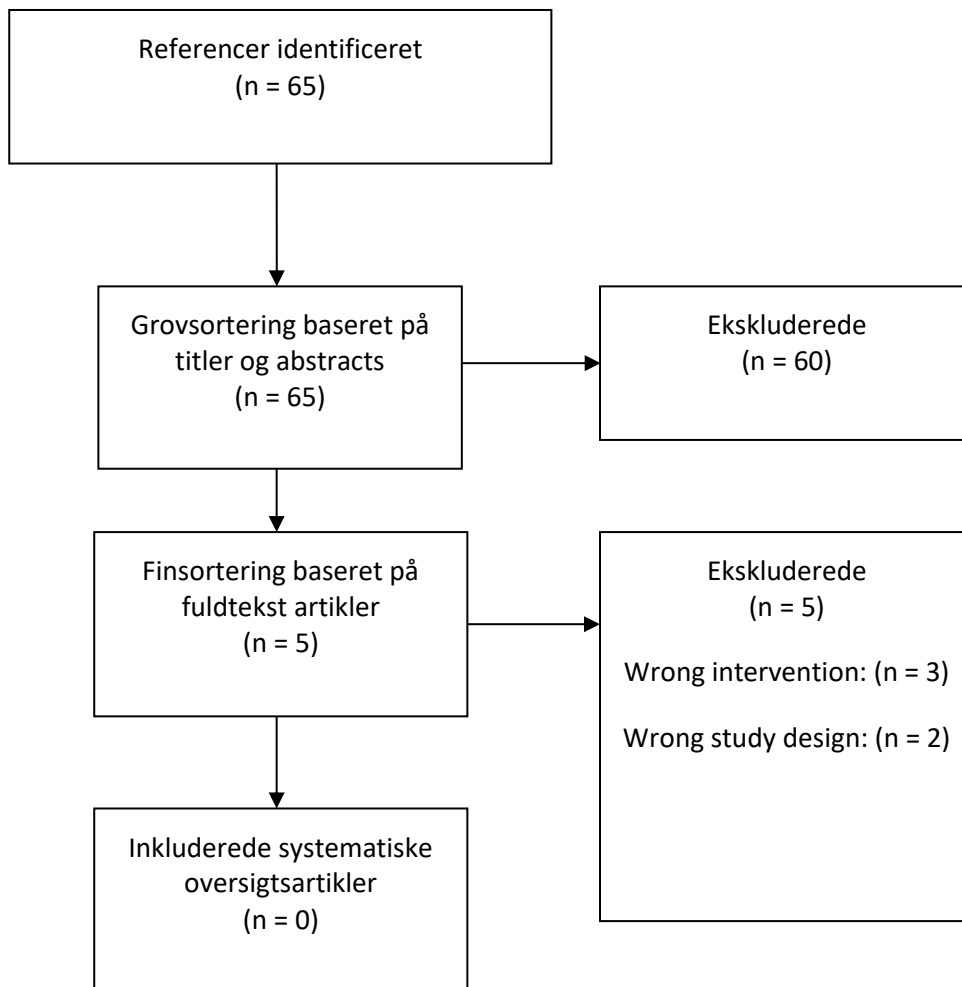 Referencer identificeret
(n = 65)
Grovsortering baseret på
titler og abstracts
(n = 65)
Ekskluderede
(n = 60)
Finsortering baseret på
fuldtekst artikler
(n = 5)
Ekskluderede
(n = 5)
Wrong intervention: (n = 3)
Wrong study design: (n = 2)
Inkluderede systematiske
oversigtsartikler
(n = 0)